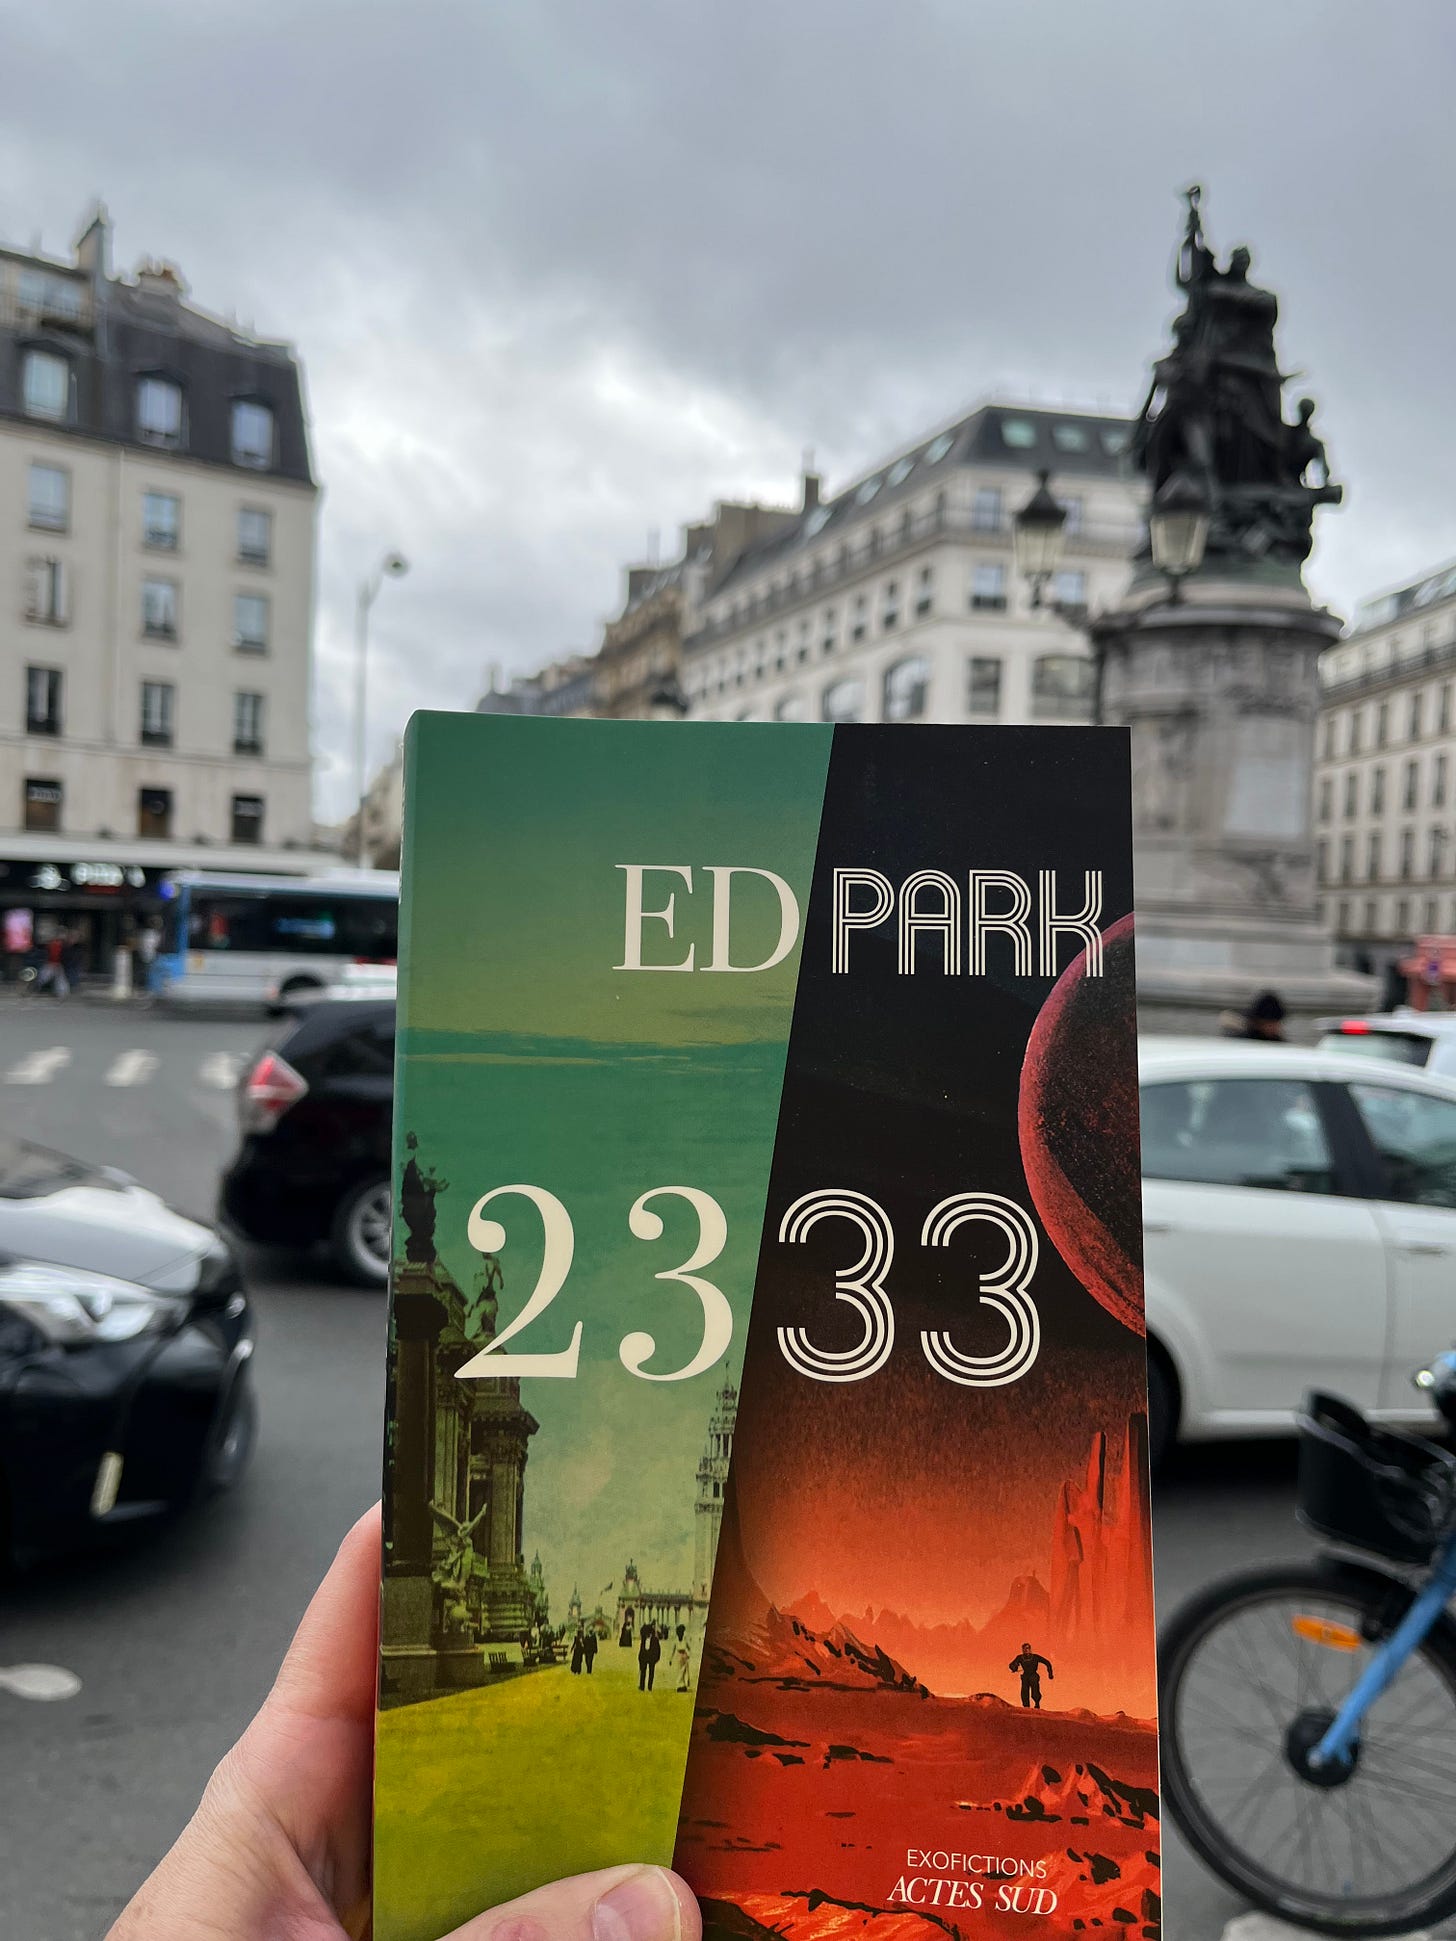 ED PARK
2333
EXOFICTIONS
ACTES SUD